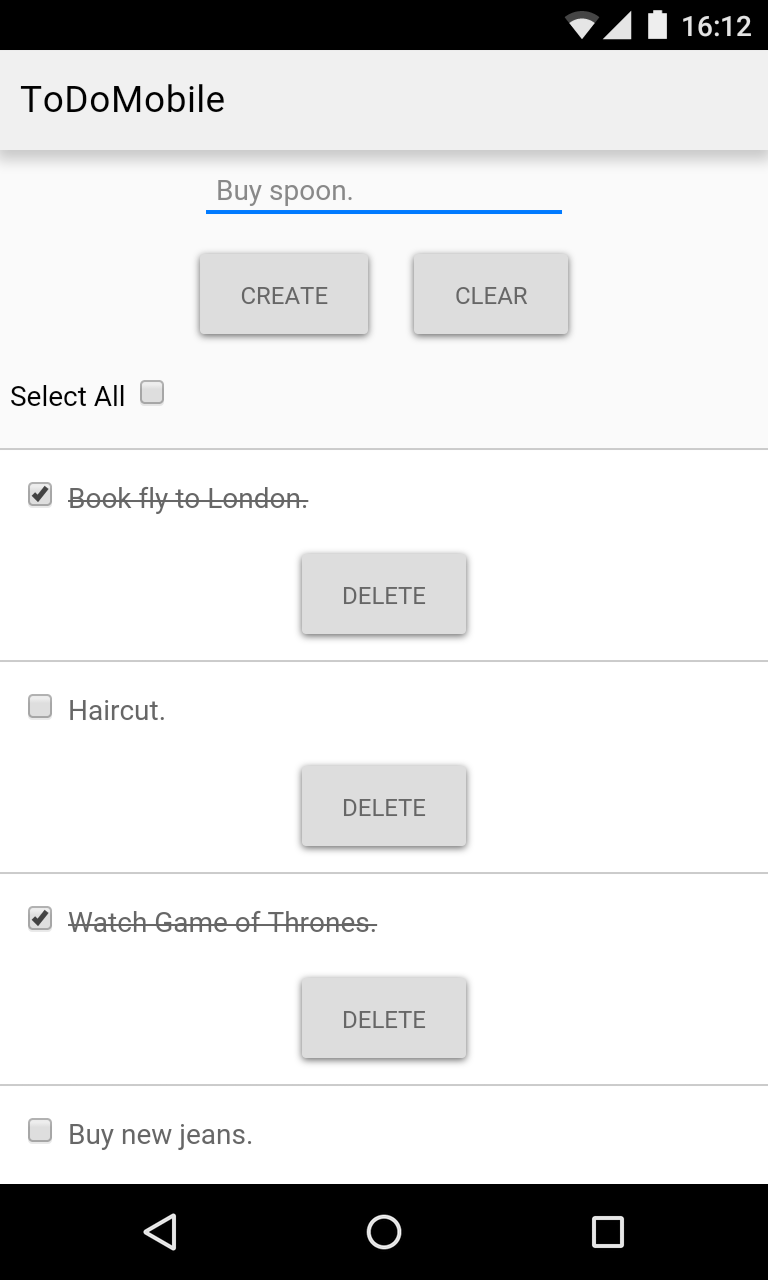 16:12
ToDoMobile
Buy spoon.
CREATE CLEAR
Select All
Book fly to London.
DELETE
Haircut.
DELETE
Watch Game of Thrones.
DELETE
Buy new jeans.